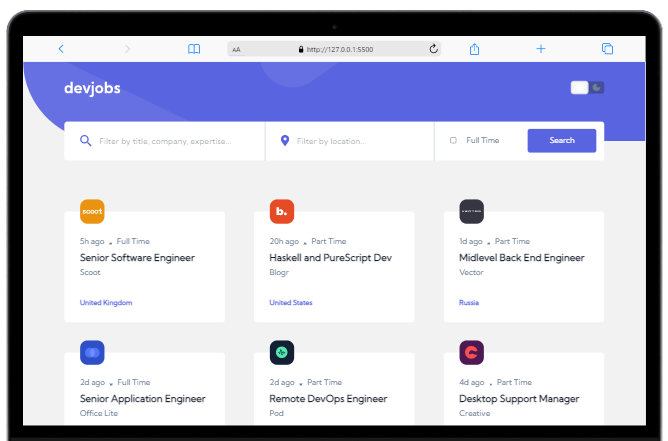 AA
http://127.0.0.1:5500
devjobs
Filter by title, company, expertise...
Filter by location...
Full Time
Search
scoot
b.
5h ago . Full Time
20h ago . Part Time
1d ago . Part Time
Senior Software Engineer
Haskell and PureScript Dev
Midlevel Back End Engineer
Scoot
Blogr
Vector
United Kingdom
United States
Russia
2d ago . Full Time
2d ago . Part Time
4d ago . Part Time
Senior Application Engineer
Remote DevOps Engineer
Desktop Support Manager
Office Lite
Pod
Creative